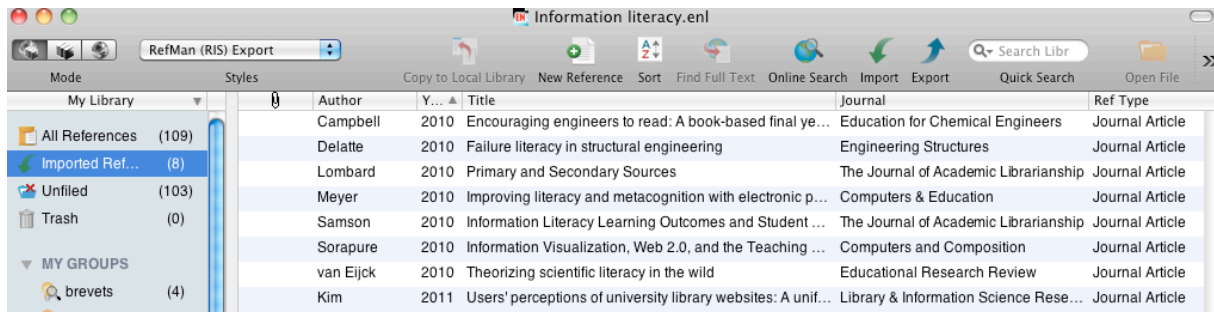 Information literacy.enl
RefMan (RIS) Export Search Libr
Mode Styles Copy to Local Library New Reference Sort Find Full Text Online Search Import Export Quick Search Open File
My Library Author Y... Title Journal Ref Type
Campbell 2010 Encouraging engineers to read: A book-based final ye... Education for Chemical Engineers Journal Article
All References (109) Delatte 2010 Failure literacy in structural engineering Engineering Structures Journal Article
Imported Ref... (8) Lombard 2010 Primary and Secondary Sources The Journal of Academic Librarianship Journal Article
Unfiled (103) Meyer 2010 Improving literacy and metacognition with electronic p... Computers & Education Journal Article
Trash (0) Samson 2010 Information Literacy Learning Outcomes and Student ... The Journal of Academic Librarianship Journal Article
Sorapure 2010 Information Visualization, Web 2.0, and the Teaching ... Computers and Composition Journal Article
MY GROUPS van Eijck 2010 Theorizing scientific literacy in the wild Educational Research Review Journal Article
brevets (4) Kim 2011 Users' perceptions of university library websites: A unif... Library & Information Science Rese... Journal Article